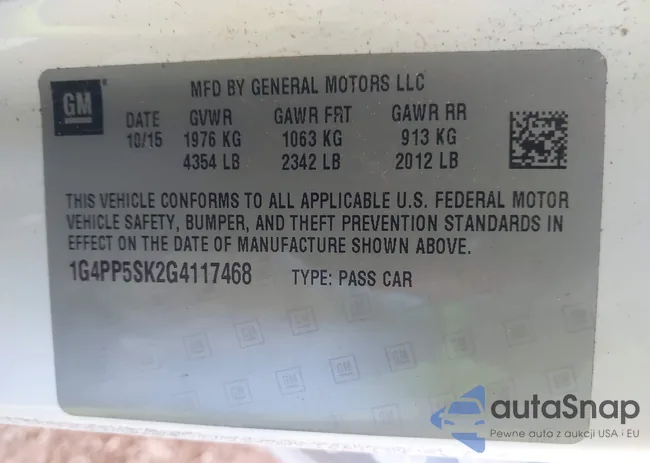 GM
MFD BY GENERAL MOTORS LLC
DATE GVWR GAWR FRT GAWR RR
10/15 1976 KG 1063 KG 913 KG
4354 LB 2342 LB 2012 LB
THIS VEHICLE CONFORMS TO ALL APPLICABLE U.S. FEDERAL MOTOR
VEHICLE SAFETY, BUMPER, AND THEFT PREVENTION STANDARDS IN
EFFECT ON THE DATE OF MANUFACTURE SHOWN ABOVE.
1G4PP5SK2G4117468 TYPE: PASS CAR
autaSnap
Pewne auta z aukcji USA i EU